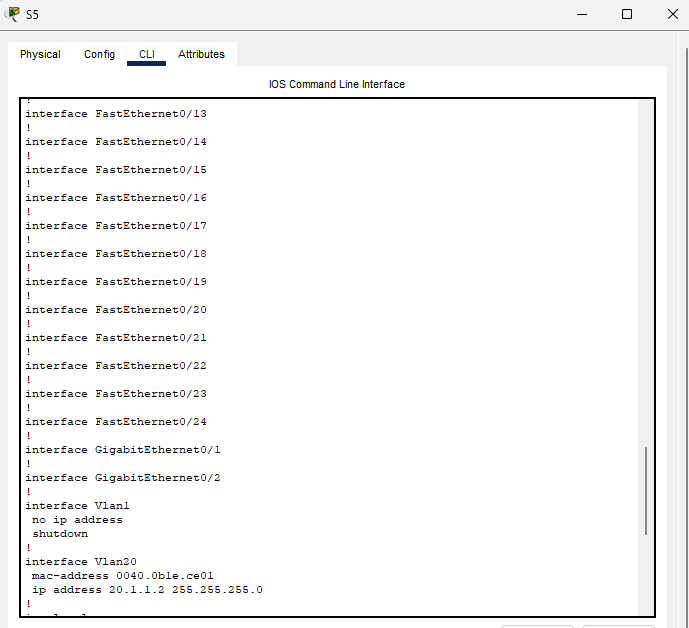 S5
Physical Config CLI Attributes
IOS Command Line Interface
!
interface FastEthernet0/13
!
interface FastEthernet0/14
!
interface FastEthernet0/15
!
interface FastEthernet0/16
!
interface FastEthernet0/17
!
interface FastEthernet0/18
!
interface FastEthernet0/19
!
interface FastEthernet0/20
!
interface FastEthernet0/21
!
interface FastEthernet0/22
!
interface FastEthernet0/23
!
interface FastEthernet0/24
!
interface GigabitEthernet0/1
!
interface GigabitEthernet0/2
!
interface Vlan1
 no ip address
 shutdown
!
interface Vlan20
 mac-address 0040.0b1e.ce01
 ip address 20.1.1.2 255.255.255.0
!